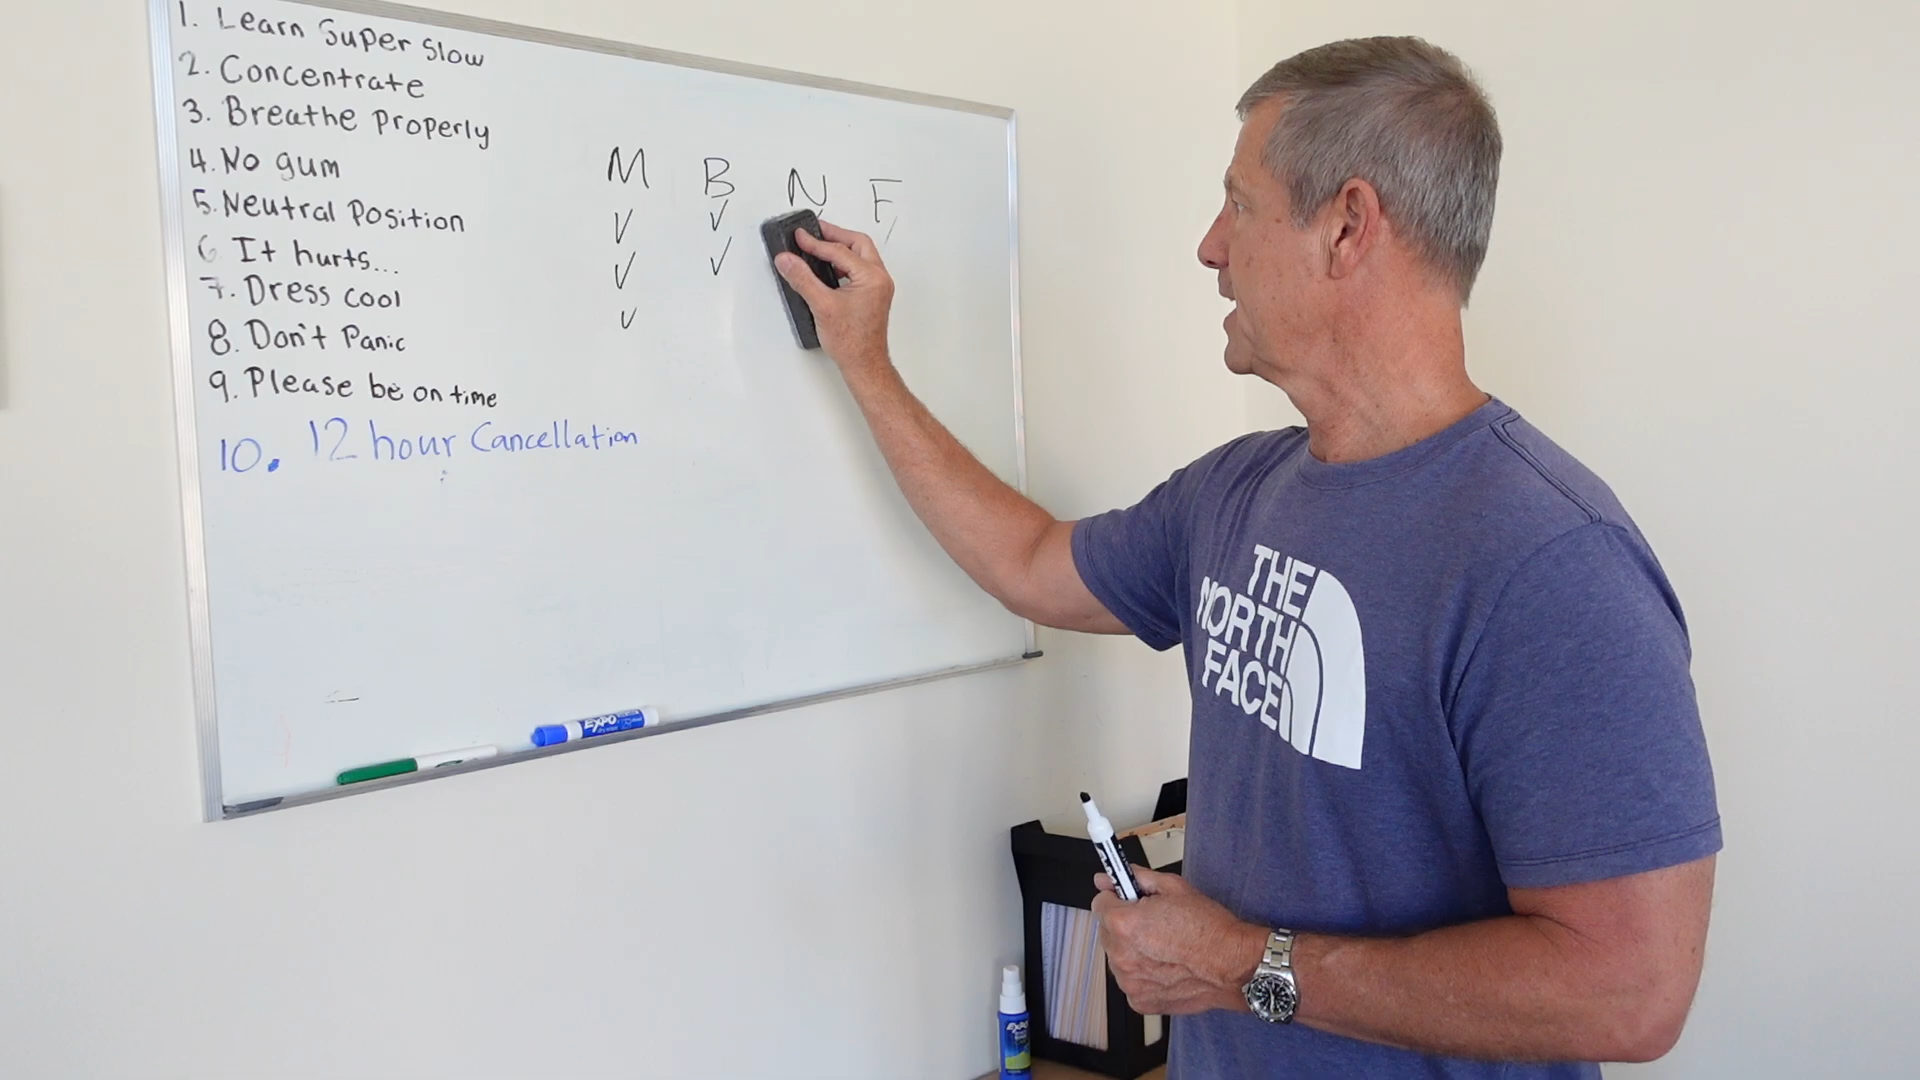 1. Learn Super Slow
2. Concentrate
3. Breathe Properly
4. No gum
5. Neutral Position
6 It hurts...
7. Dress cool
8. Don't Panic
9. Please be on time
10. 12 hour Cancellation
M B N F
✓ ✓
✓ ✓
✓
EXPO
THE
NORTH
FACE
EXPO